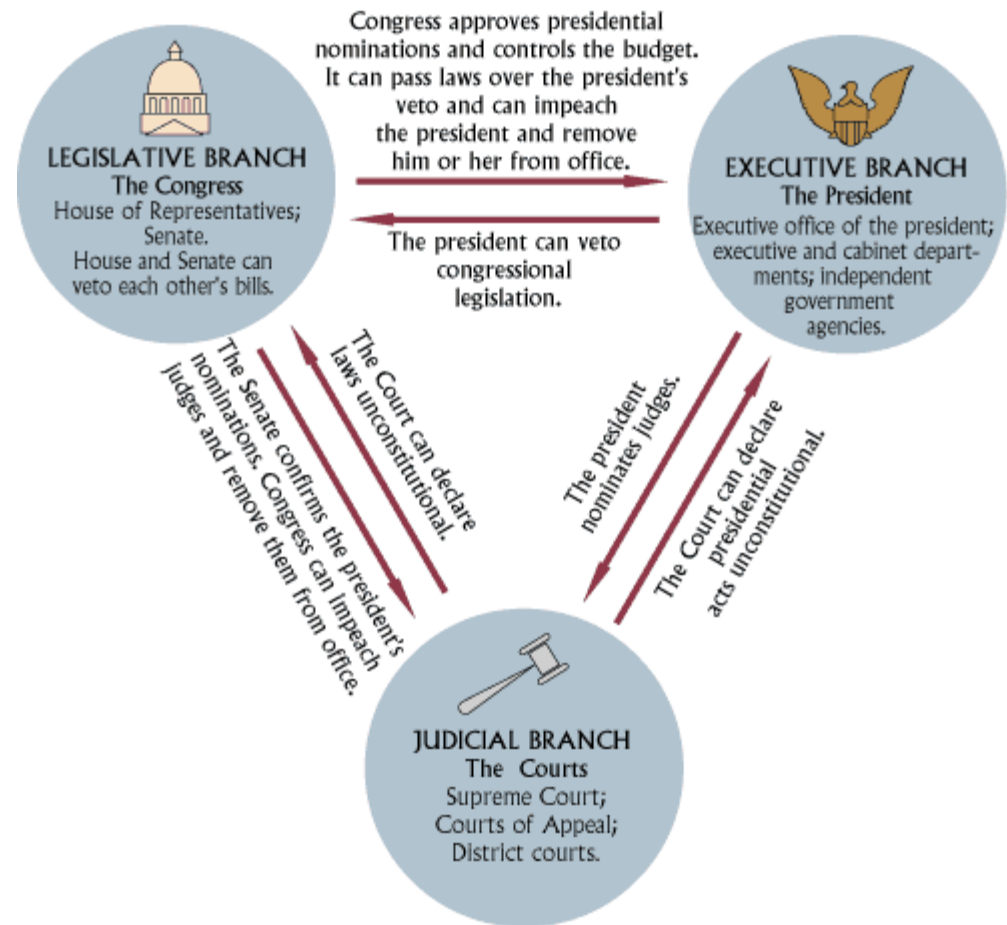 Congress approves presidential
nominations and controls the budget.
It can pass laws over the president's
veto and can impeach
the president and remove
him or her from office.
LEGISLATIVE BRANCH
The Congress
House of Representatives;
Senate.
House and Senate can
veto each other's bills.
EXECUTIVE BRANCH
The President
Executive office of the president;
executive and cabinet depart-
ments; independent
government
agencies.
The president can veto
congressional
legislation.
The Senate confirms the president's
nominations. Congress can impeach
judges and remove them from office.
The Court can declare
laws unconstitutional.
The president
nominates judges.
The Court can declare
presidential
acts unconstitutional.
JUDICIAL BRANCH
The Courts
Supreme Court;
Courts of Appeal;
District courts.